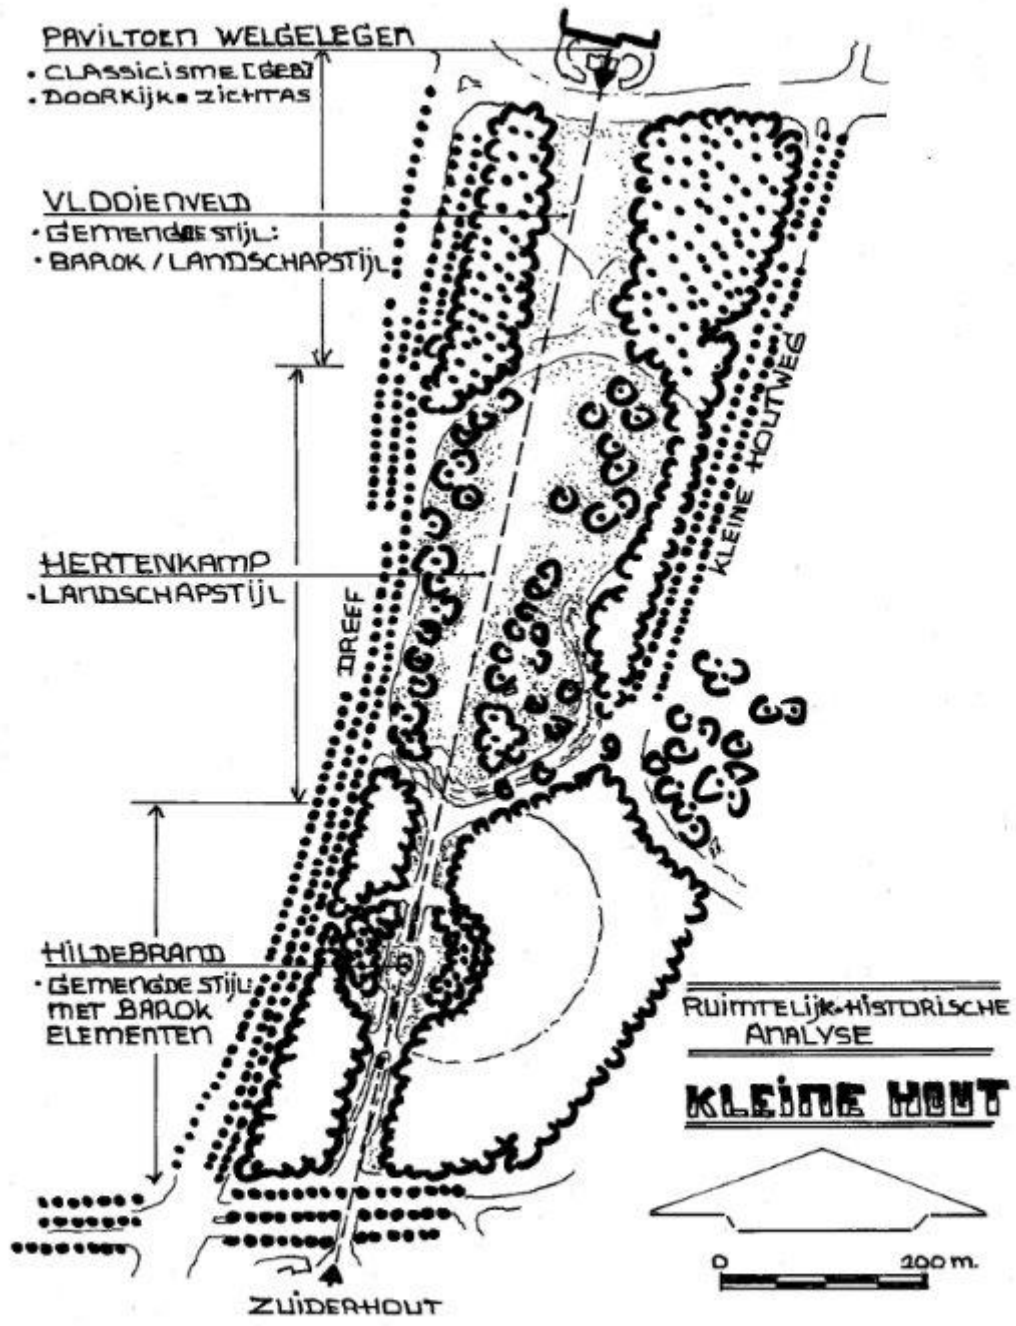 PAVILTOEN WELGELEGEN
• CLASSICISME [GEB]
• DOORKIJK • ZICHTAS
VLOOIENVELD
• GEMENGDE STIJL:
• BAROK / LANDSCHAPSTIJL
KLEINE HOUTWEG
HERTENKAMP
• LANDSCHAPSTIJL
DREEF
HILDEBRAND
• GEMENGDE STIJL
MET BAROK
ELEMENTEN
RUIMTELIJK-HISTORISCHE
ANALYSE
KLEINE HOUT
0 200 m.
ZUIDERHOUT